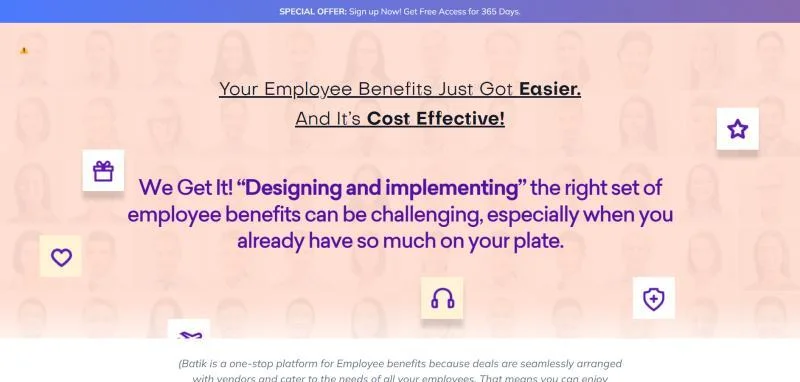 SPECIAL OFFER: Sign up Now! Get Free Access for 365 Days.
Your Employee Benefits Just Got Easier.
And It's Cost Effective!
We Get It! “Designing and implementing” the right set of
employee benefits can be challenging, especially when you
already have so much on your plate.
(Batik is a one-stop platform for Employee benefits because deals are seamlessly arranged
with vendors and cater to the needs of all your employees. That means you can enjoy